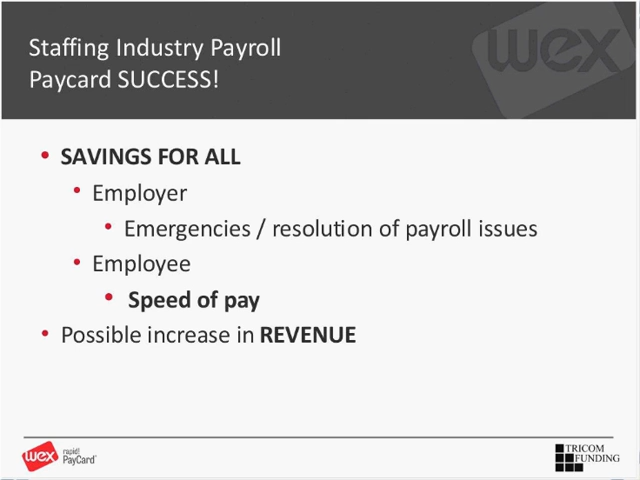 Staffing Industry Payroll
Paycard SUCCESS!
wex
• SAVINGS FOR ALL
• Employer
• Emergencies / resolution of payroll issues
• Employee
• Speed of pay
• Possible increase in REVENUE
wex
rapid!
PayCard
TRICOM
FUNDING